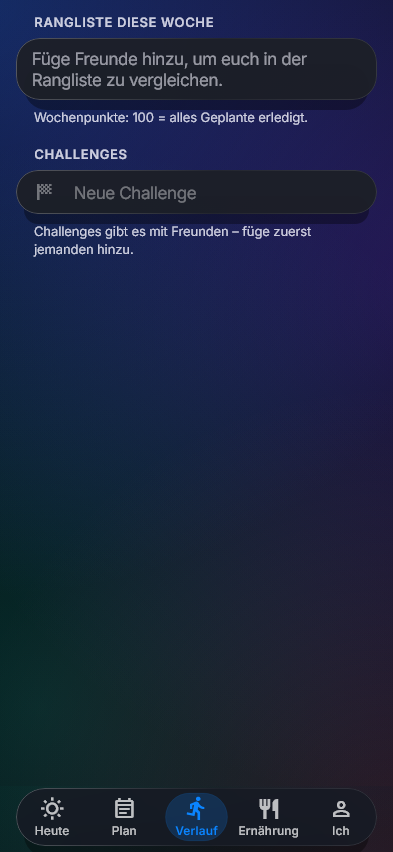 RANGLISTE DIESE WOCHE
Füge Freunde hinzu, um euch in der
Rangliste zu vergleichen.
Wochenpunkte: 100 = alles Geplante erledigt.
CHALLENGES
Neue Challenge
Challenges gibt es mit Freunden – füge zuerst
jemanden hinzu.
Heute Plan Verlauf Ernährung Ich